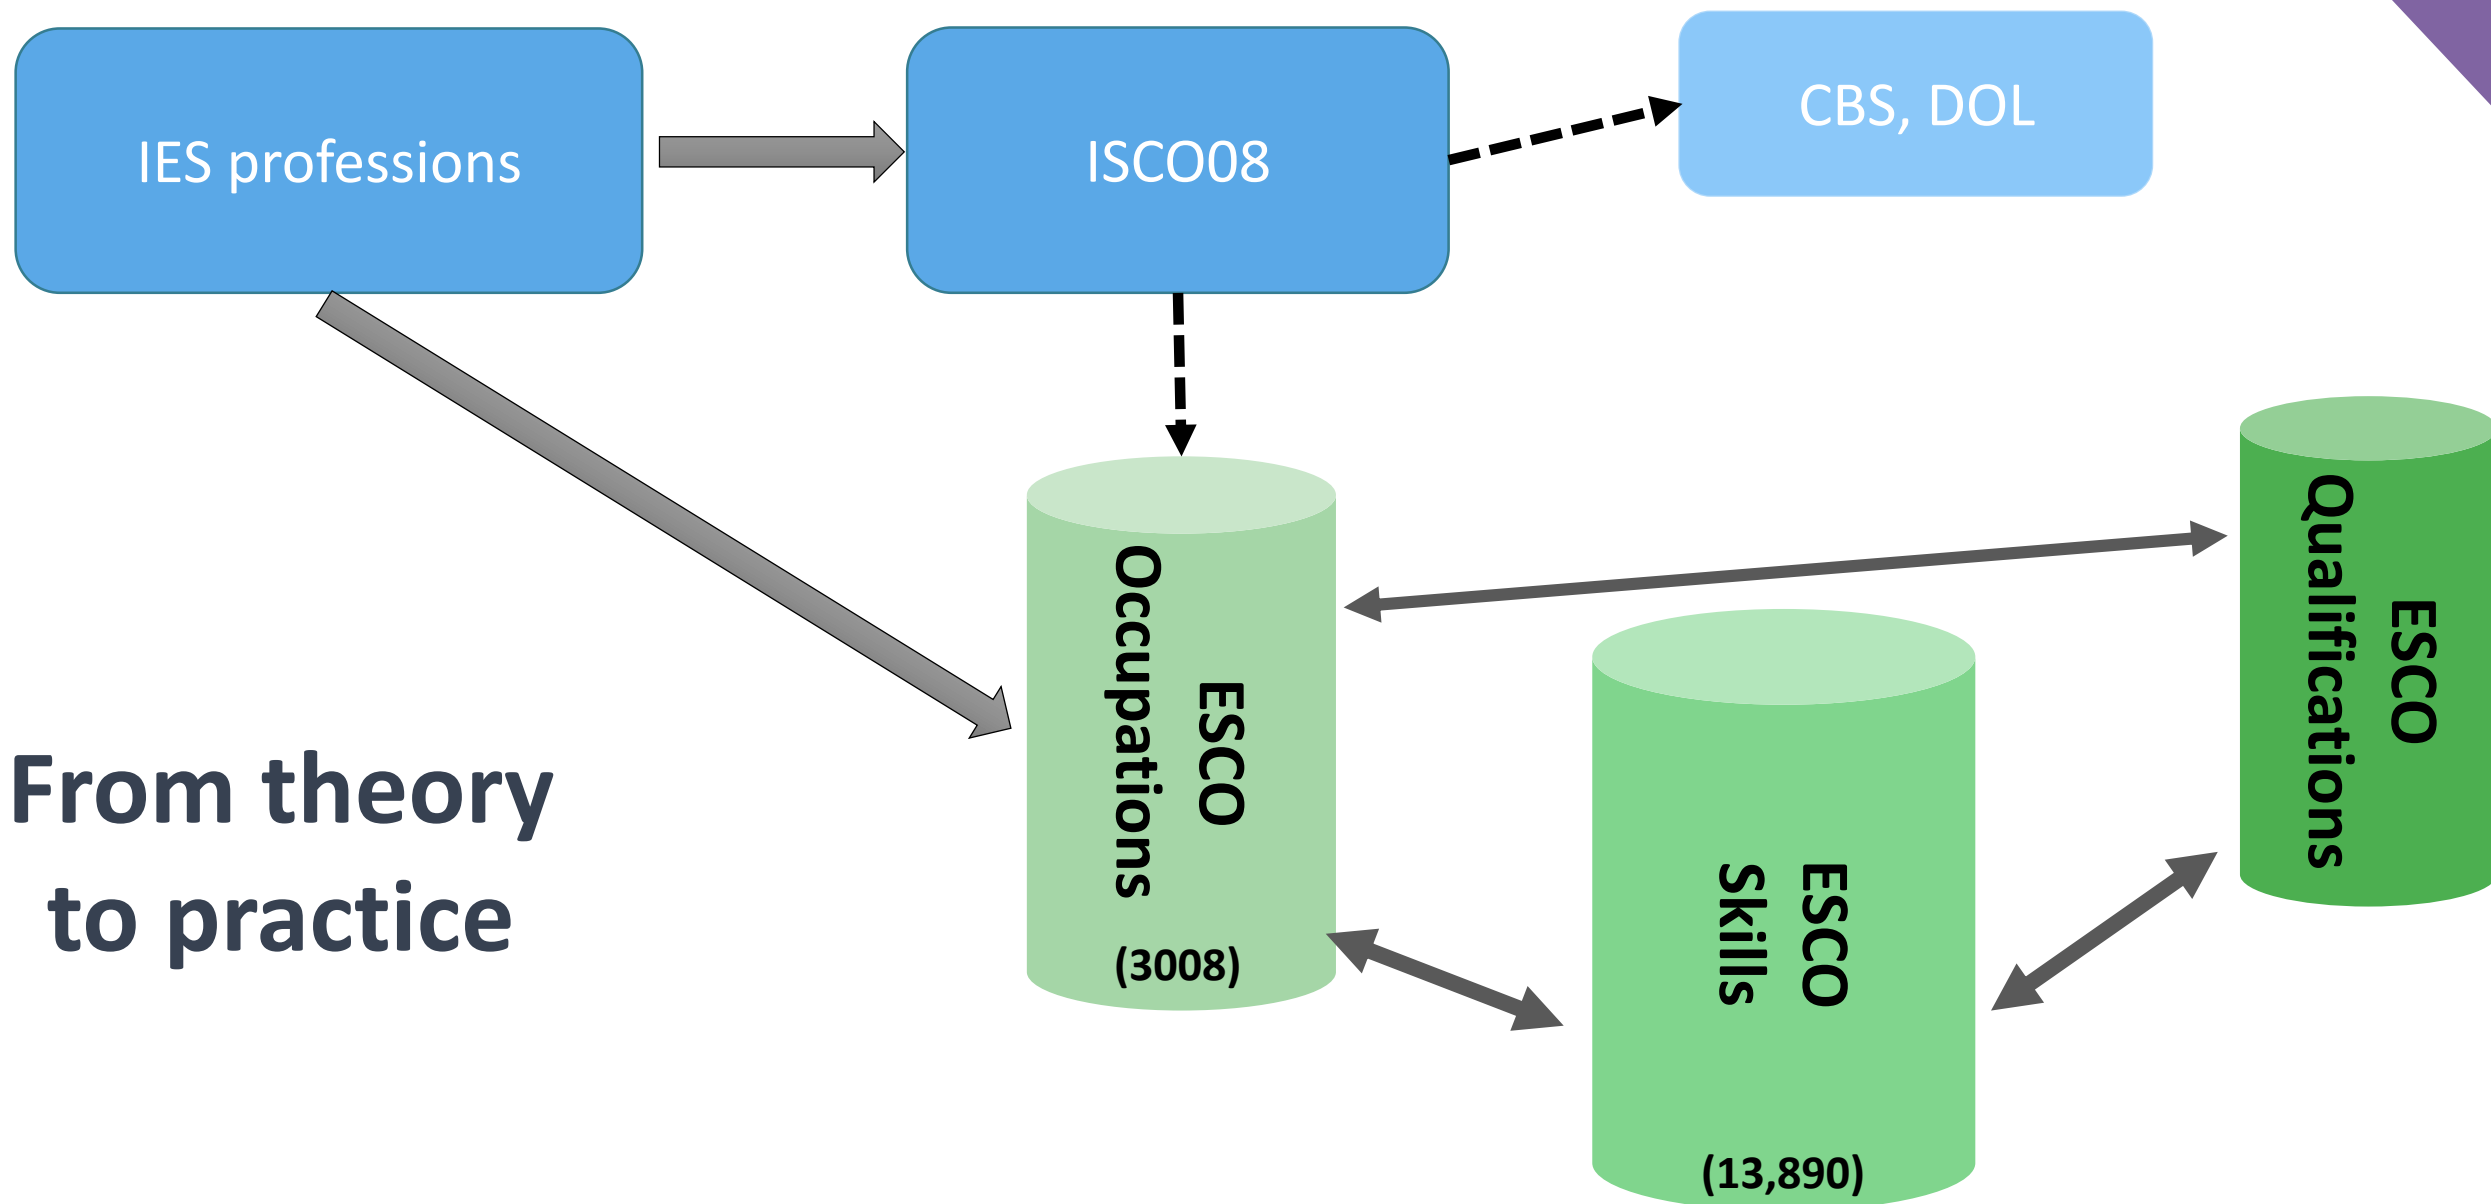 IES professions
ISCO08
CBS, DOL
ESCO
Occupations
(3008)
ESCO
Skills
(13,890)
ESCO
Qualifications
From theory
to practice